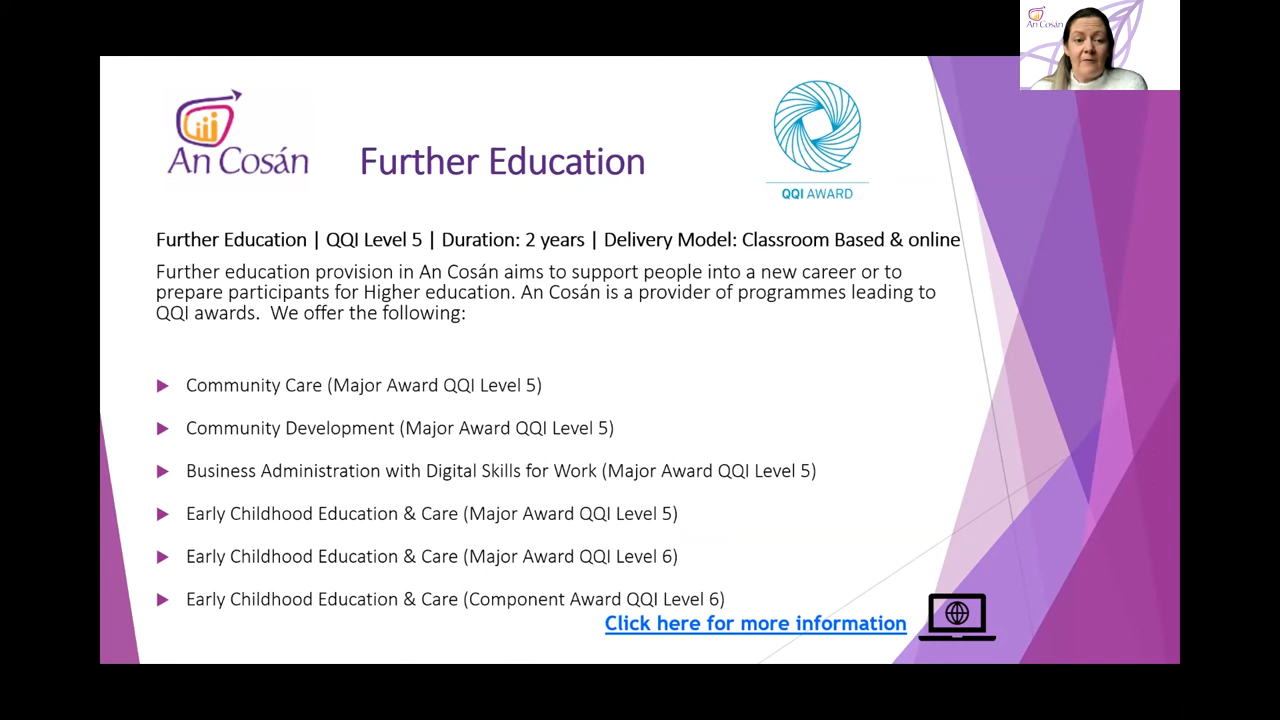 An Cosán
An Cosán
Further Education
QQI AWARD
Further Education | QQI Level 5 | Duration: 2 years | Delivery Model: Classroom Based & online
Further education provision in An Cosán aims to support people into a new career or to
prepare participants for Higher education. An Cosán is a provider of programmes leading to
QQI awards. We offer the following:
Community Care (Major Award QQI Level 5)
Community Development (Major Award QQI Level 5)
Business Administration with Digital Skills for Work (Major Award QQI Level 5)
Early Childhood Education & Care (Major Award QQI Level 5)
Early Childhood Education & Care (Major Award QQI Level 6)
Early Childhood Education & Care (Component Award QQI Level 6)
Click here for more information